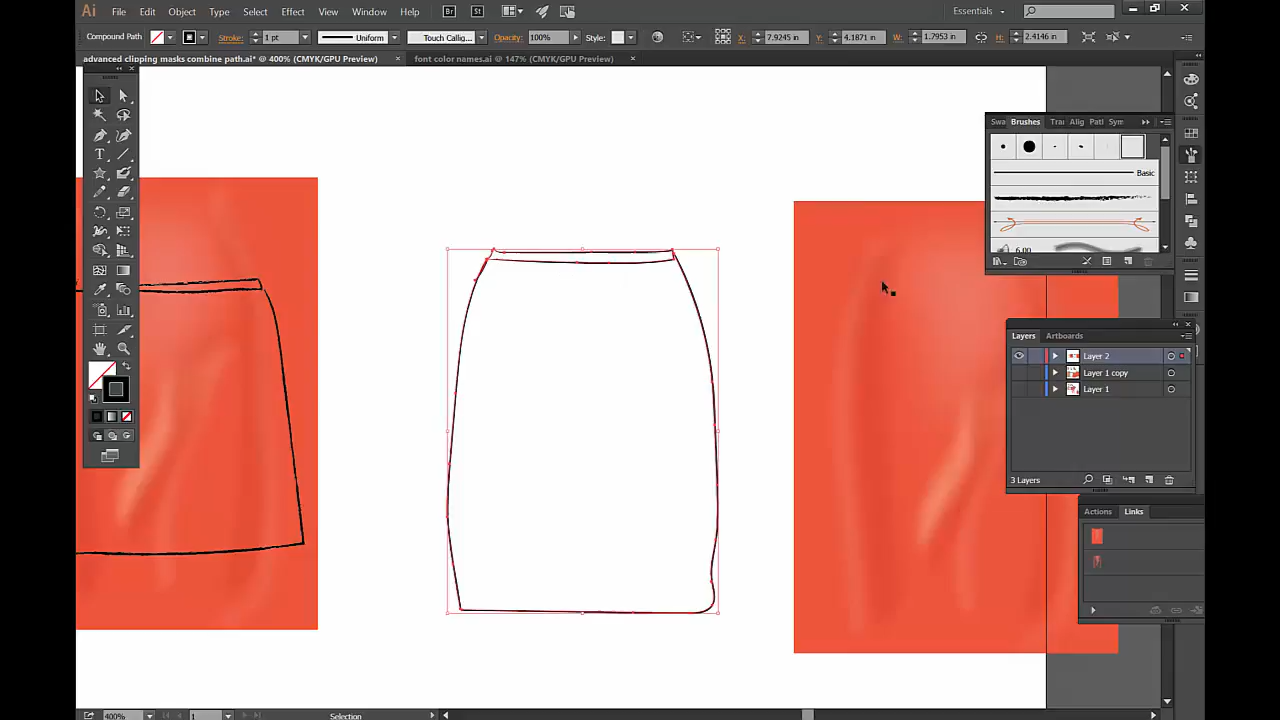 Ai File Edit Object Type Select Effect View Window Help Br St Essentials
Compound Path Stroke: 1 pt Uniform Touch Callig... Opacity: 100% Style: X: 7.9245 in Y: 4.1871 in W: 1.7953 in H: 2.4146 in
advanced clipping masks combine path.ai* @ 400% (CMYK/GPU Preview) × font color names.ai @ 147% (CMYK/GPU Preview) ×
Swa Brushes Tra Alig Patl Sym
Basic
6.00
Layers Artboards
Layer 2
Layer 1 copy
Layer 1
3 Layers
Actions Links
400% 1 Selection